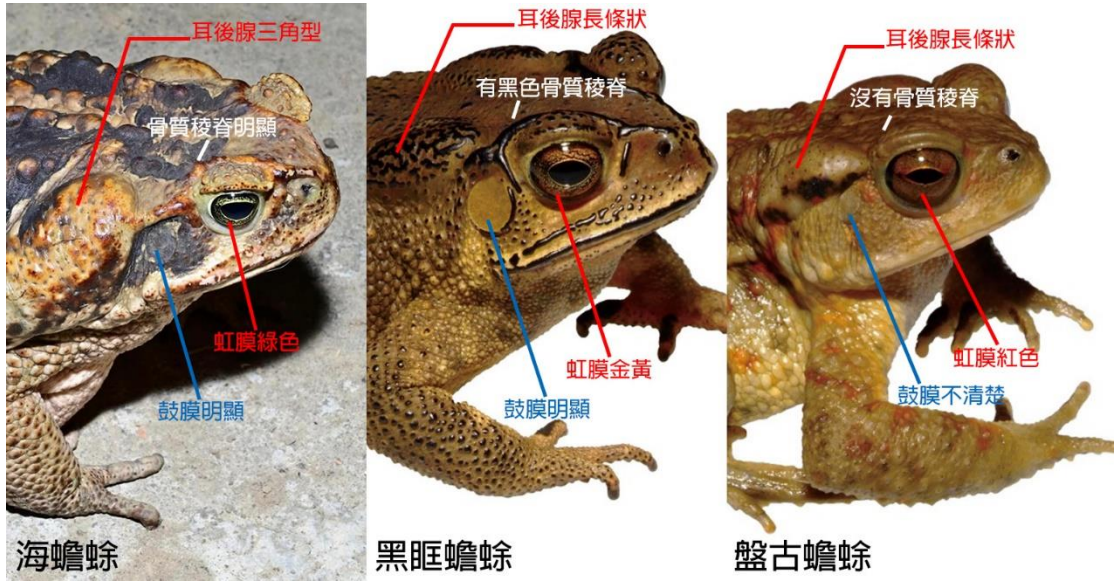 耳後腺三角型
骨質稜脊明顯
虹膜綠色
鼓膜明顯
海蟾蜍
耳後腺長條狀
有黑色骨質稜脊
虹膜金黃
鼓膜明顯
黑眶蟾蜍
耳後腺長條狀
沒有骨質稜脊
虹膜紅色
鼓膜不清楚
盤古蟾蜍